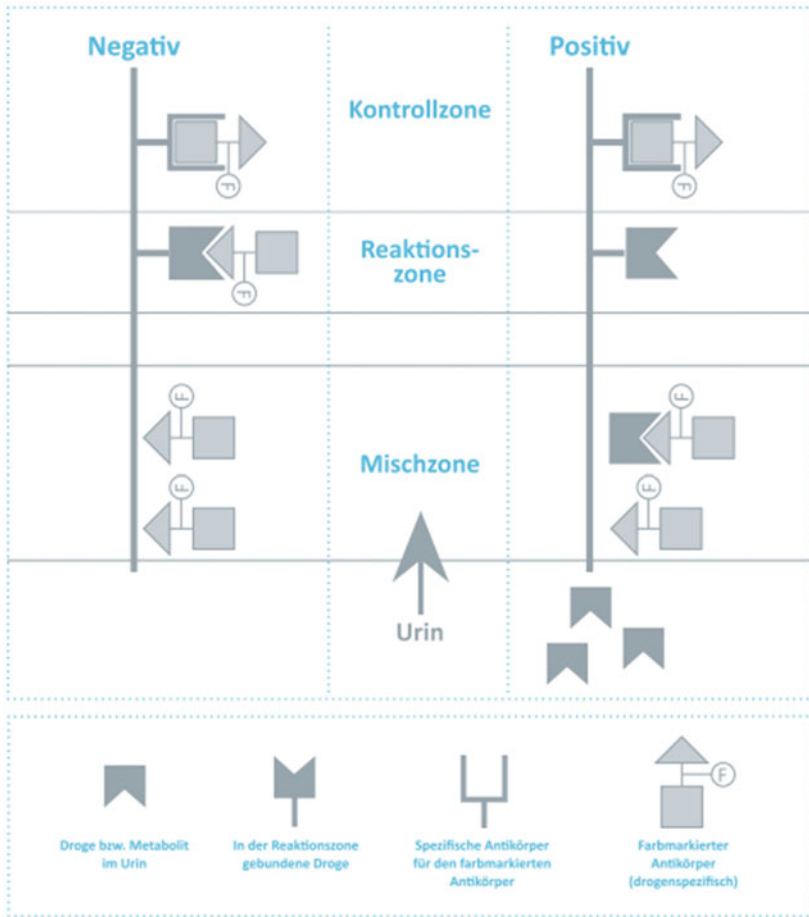 Negativ
Positiv
Kontrollzone
F
F
Reaktions-
zone
F
F
F
Mischzone
F
F
Urin
F
Droge bzw. Metabolit
im Urin
In der Reaktionszone
gebundene Droge
Spezifische Antikörper
für den farbmarkierten
Antikörper
Farbmarkierter
Antikörper
(drogenspezifisch)